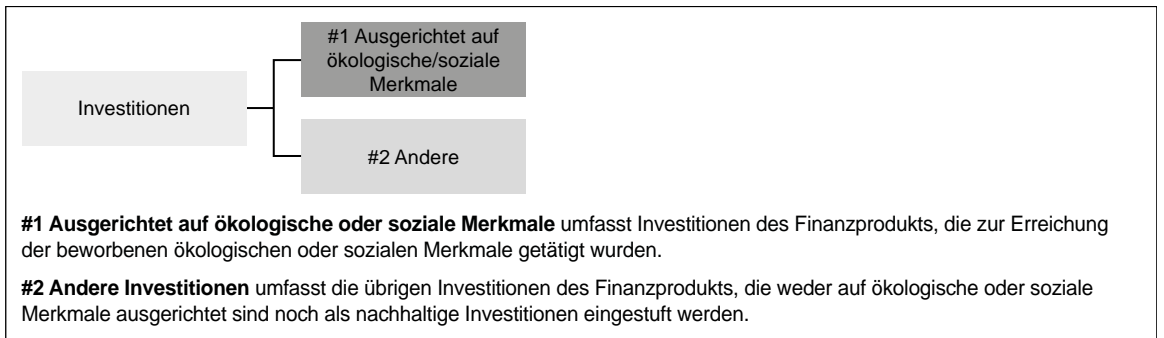 #1 Ausgerichtet auf
ökologische/soziale
Merkmale
Investitionen
#2 Andere
#1 Ausgerichtet auf ökologische oder soziale Merkmale umfasst Investitionen des Finanzprodukts, die zur Erreichung
der beworbenen ökologischen oder sozialen Merkmale getätigt wurden.
#2 Andere Investitionen umfasst die übrigen Investitionen des Finanzprodukts, die weder auf ökologische oder soziale
Merkmale ausgerichtet sind noch als nachhaltige Investitionen eingestuft werden.